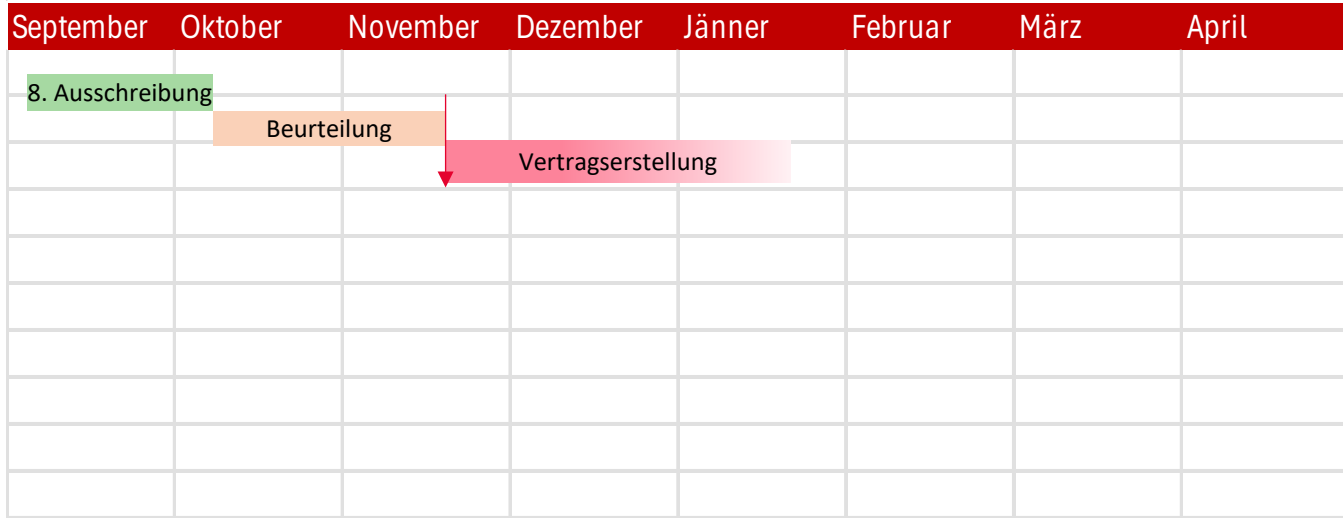 September Oktober November Dezember Jänner Februar März April
8. Ausschreibung
Beurteilung
Vertragserstellung